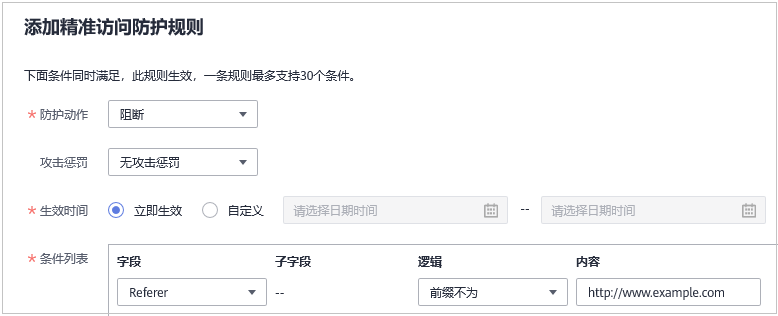 添加精准访问防护规则
下面条件同时满足，此规则生效，一条规则最多支持30个条件。
* 防护动作 阻断
攻击惩罚 无攻击惩罚
* 生效时间 立即生效 自定义 请选择日期时间 -- 请选择日期时间
* 条件列表 字段 子字段 逻辑 内容
Referer -- 前缀不为 http://www.example.com